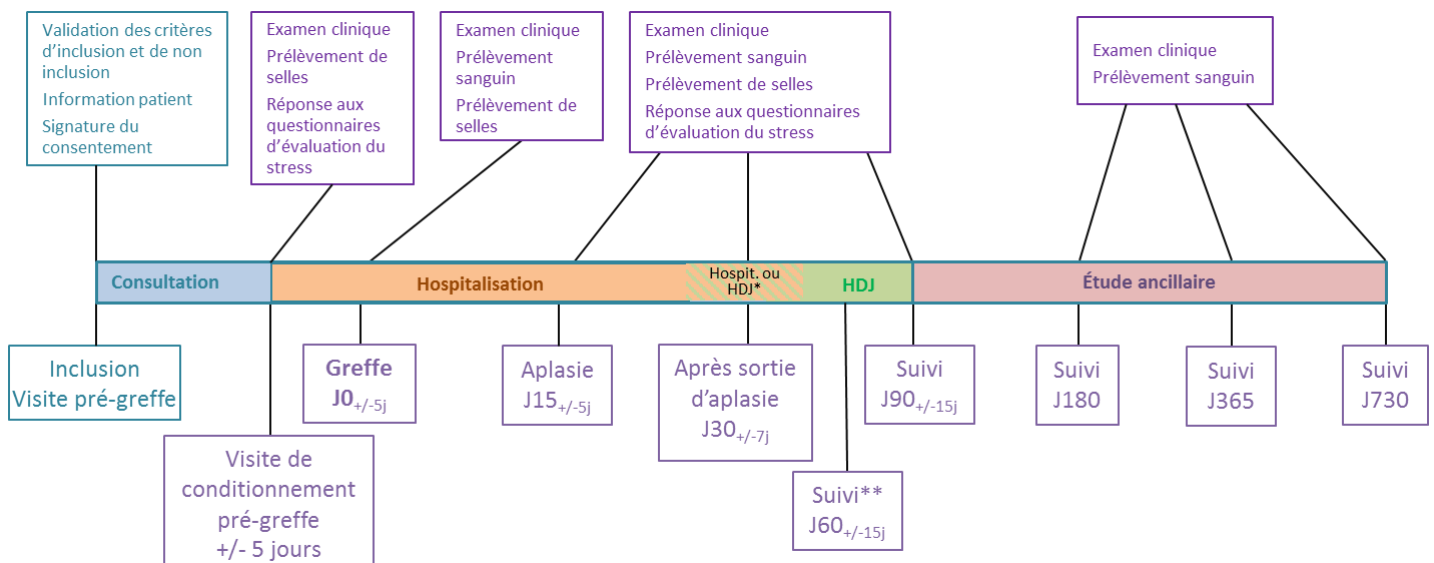 Validation des critères
d'inclusion et de non
inclusion
Information patient
Signature du
consentement
Examen clinique
Prélèvement de
selles
Réponse aux
questionnaires
d'évaluation du
stress
Examen clinique
Prélèvement
sanguin
Prélèvement de
selles
Examen clinique
Prélèvement sanguin
Prélèvement de selles
Réponse aux questionnaires
d'évaluation du stress
Examen clinique
Prélèvement sanguin
Consultation
Hospitalisation
Hospit. ou
HDJ*
HDJ
Étude ancillaire
Inclusion
Visite pré-greffe
Visite de
conditionnement
pré-greffe
+/- 5 jours
Greffe
J0+/-5j
Aplasie
J15+/-5j
Après sortie
d'aplasie
J30+/-7j
Suivi**
J60+/-15j
Suivi
J90+/-15j
Suivi
J180
Suivi
J365
Suivi
J730